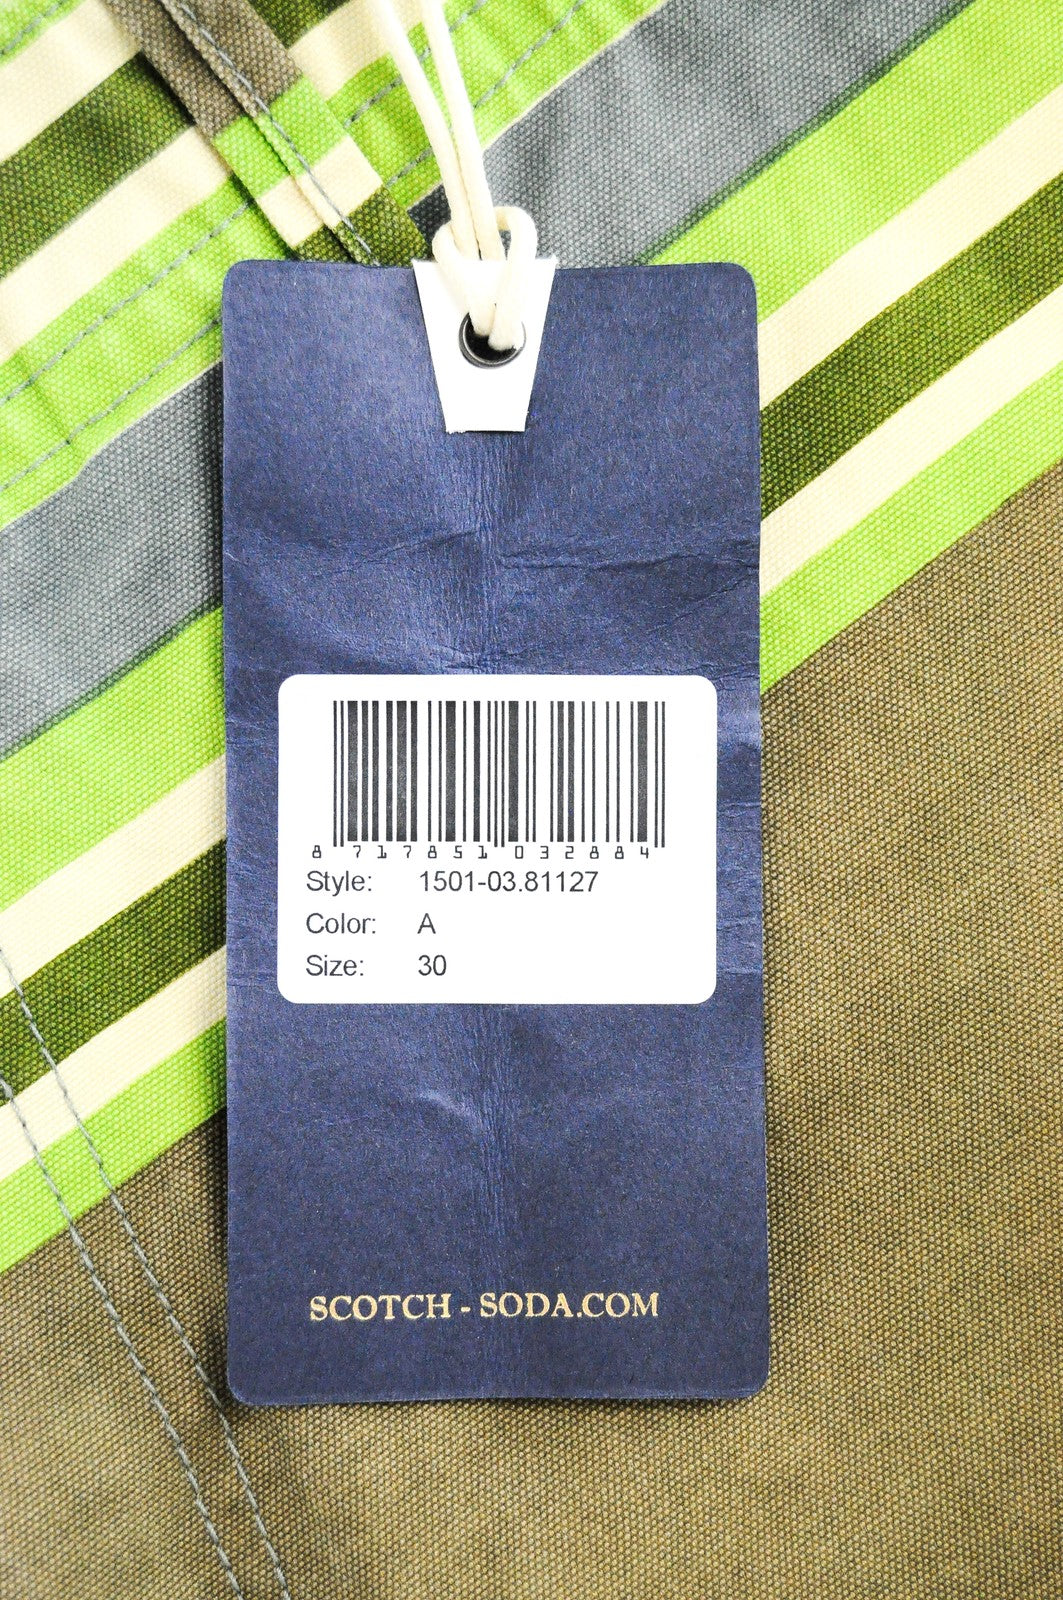 8 717851 032884
Style: 1501-03.81127
Color: A
Size: 30
SCOTCH - SODA.COM